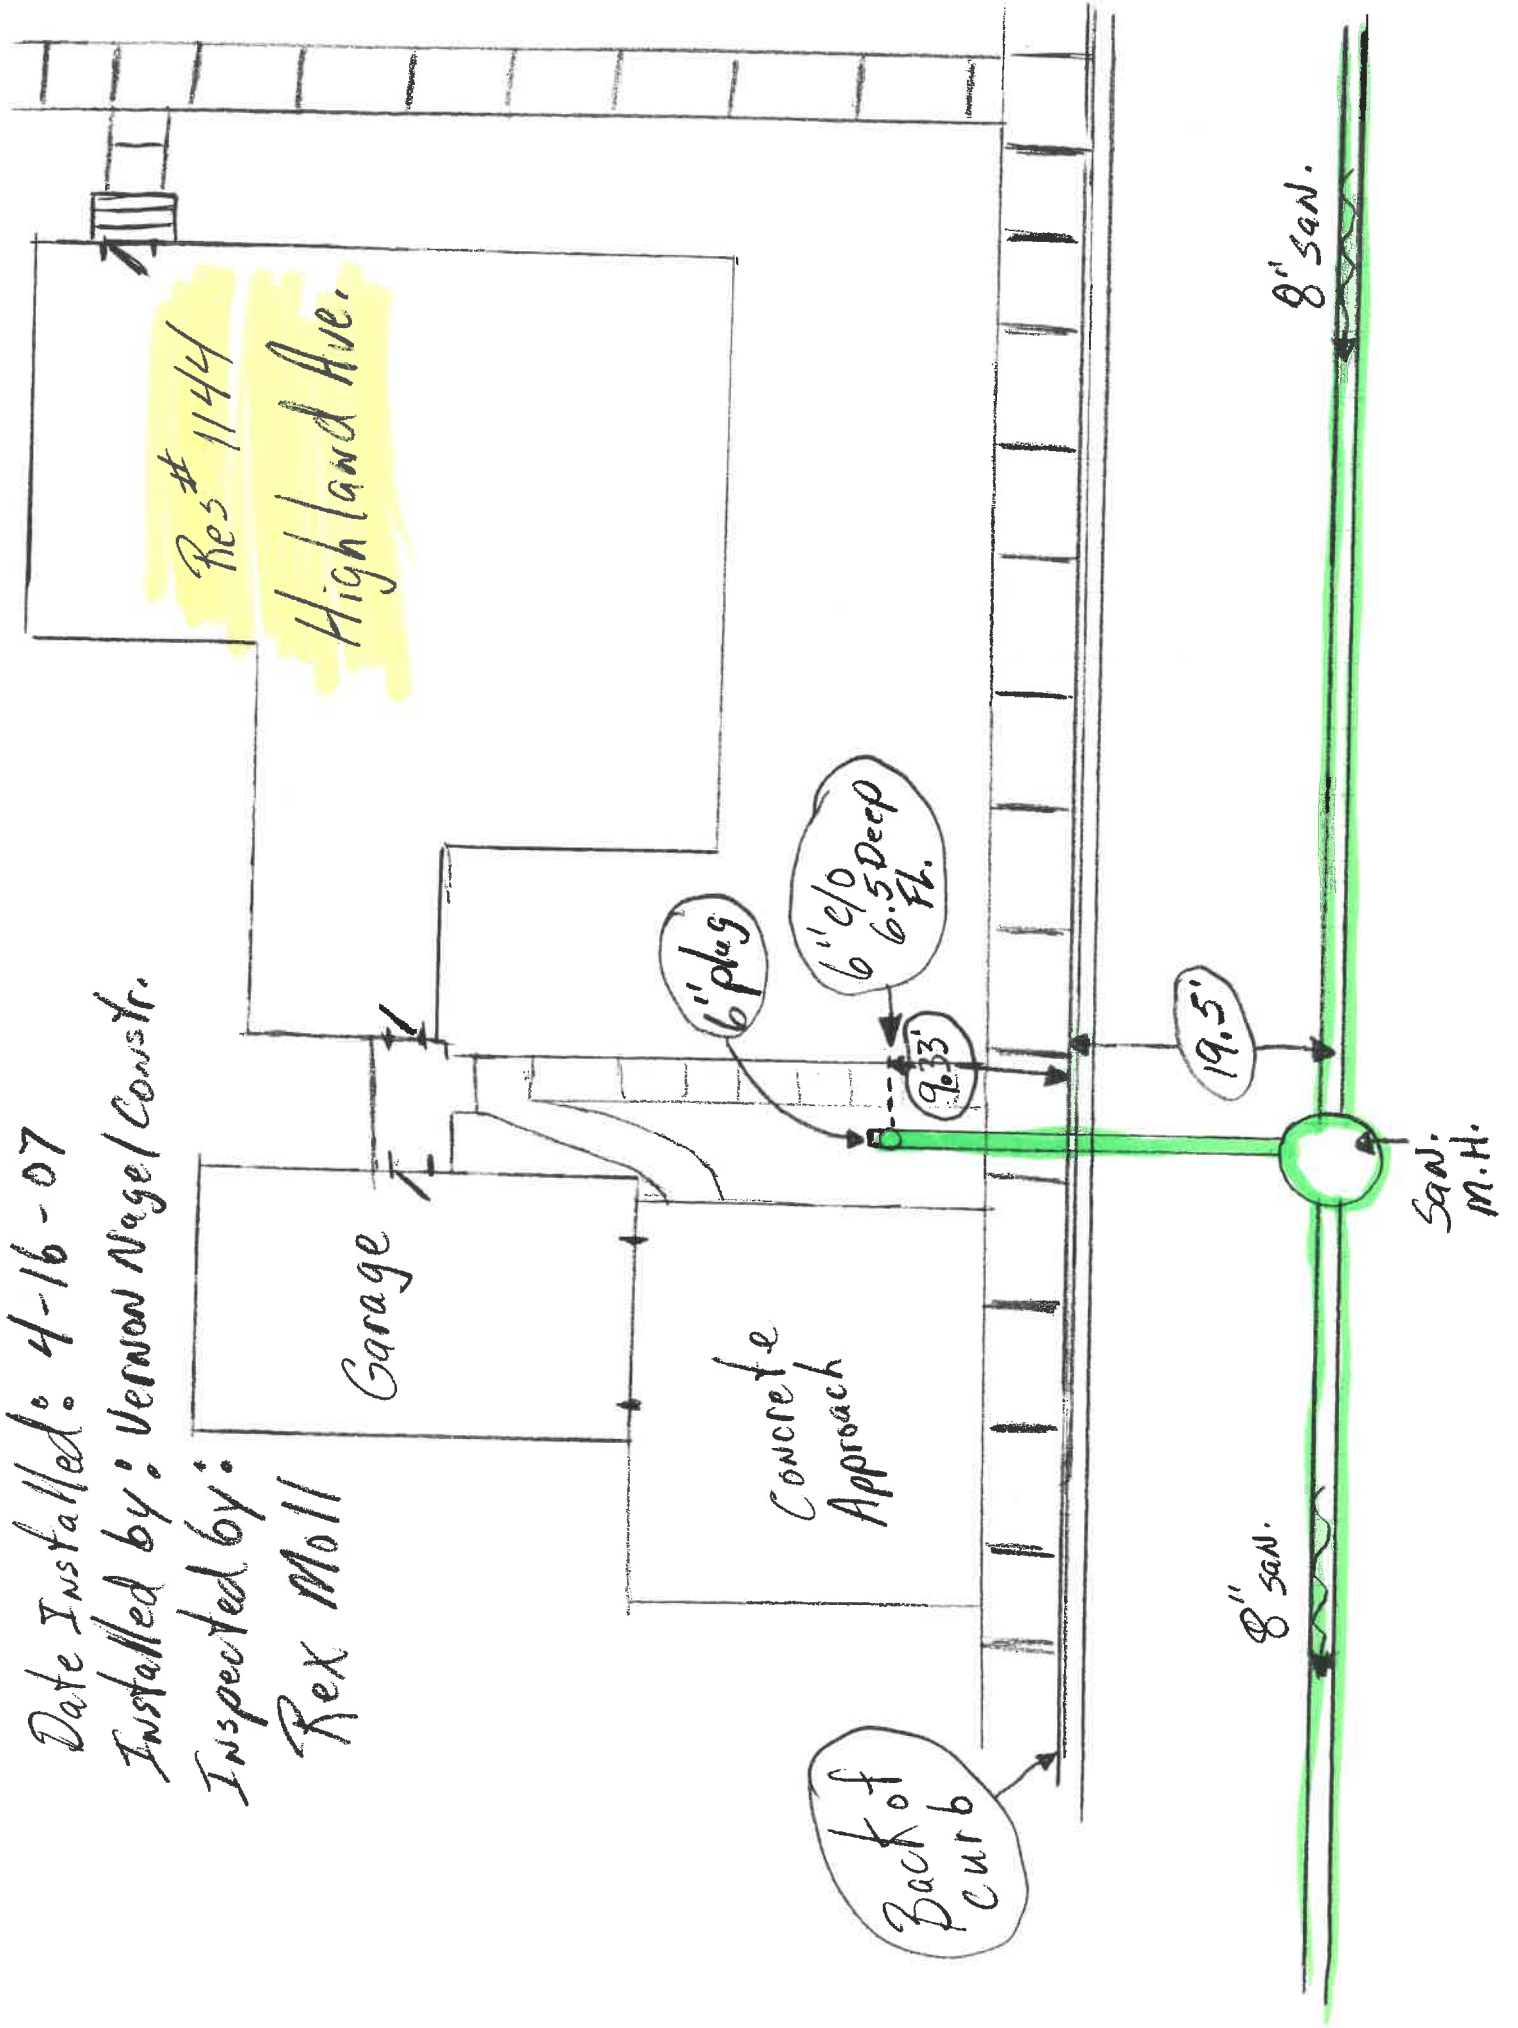 Date Installed: 4-16-07
Installed by: Vernon Nagel Constr.
Inspected by:
Rex Moll
Res# 1144
Highland Ave.
Garage
Concrete
Approach
6" plug
6" c/o
6.5 Deep
Ft.
9.33'
19.5'
Back of
curb
8" San.
San.
M.H.
8" San.